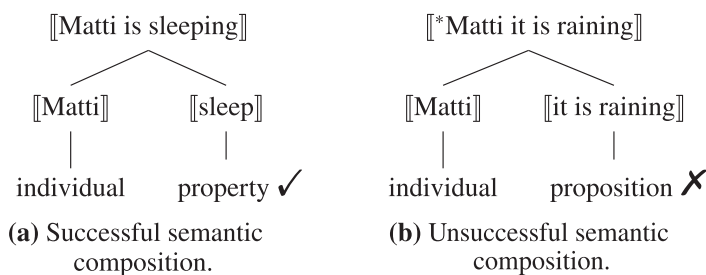 ⟦Matti is sleeping⟧
⟦Matti⟧ ⟦sleep⟧
individual property ✓
(a) Successful semantic
composition.
⟦*Matti it is raining⟧
⟦Matti⟧ ⟦it is raining⟧
individual proposition ✗
(b) Unsuccessful semantic
composition.